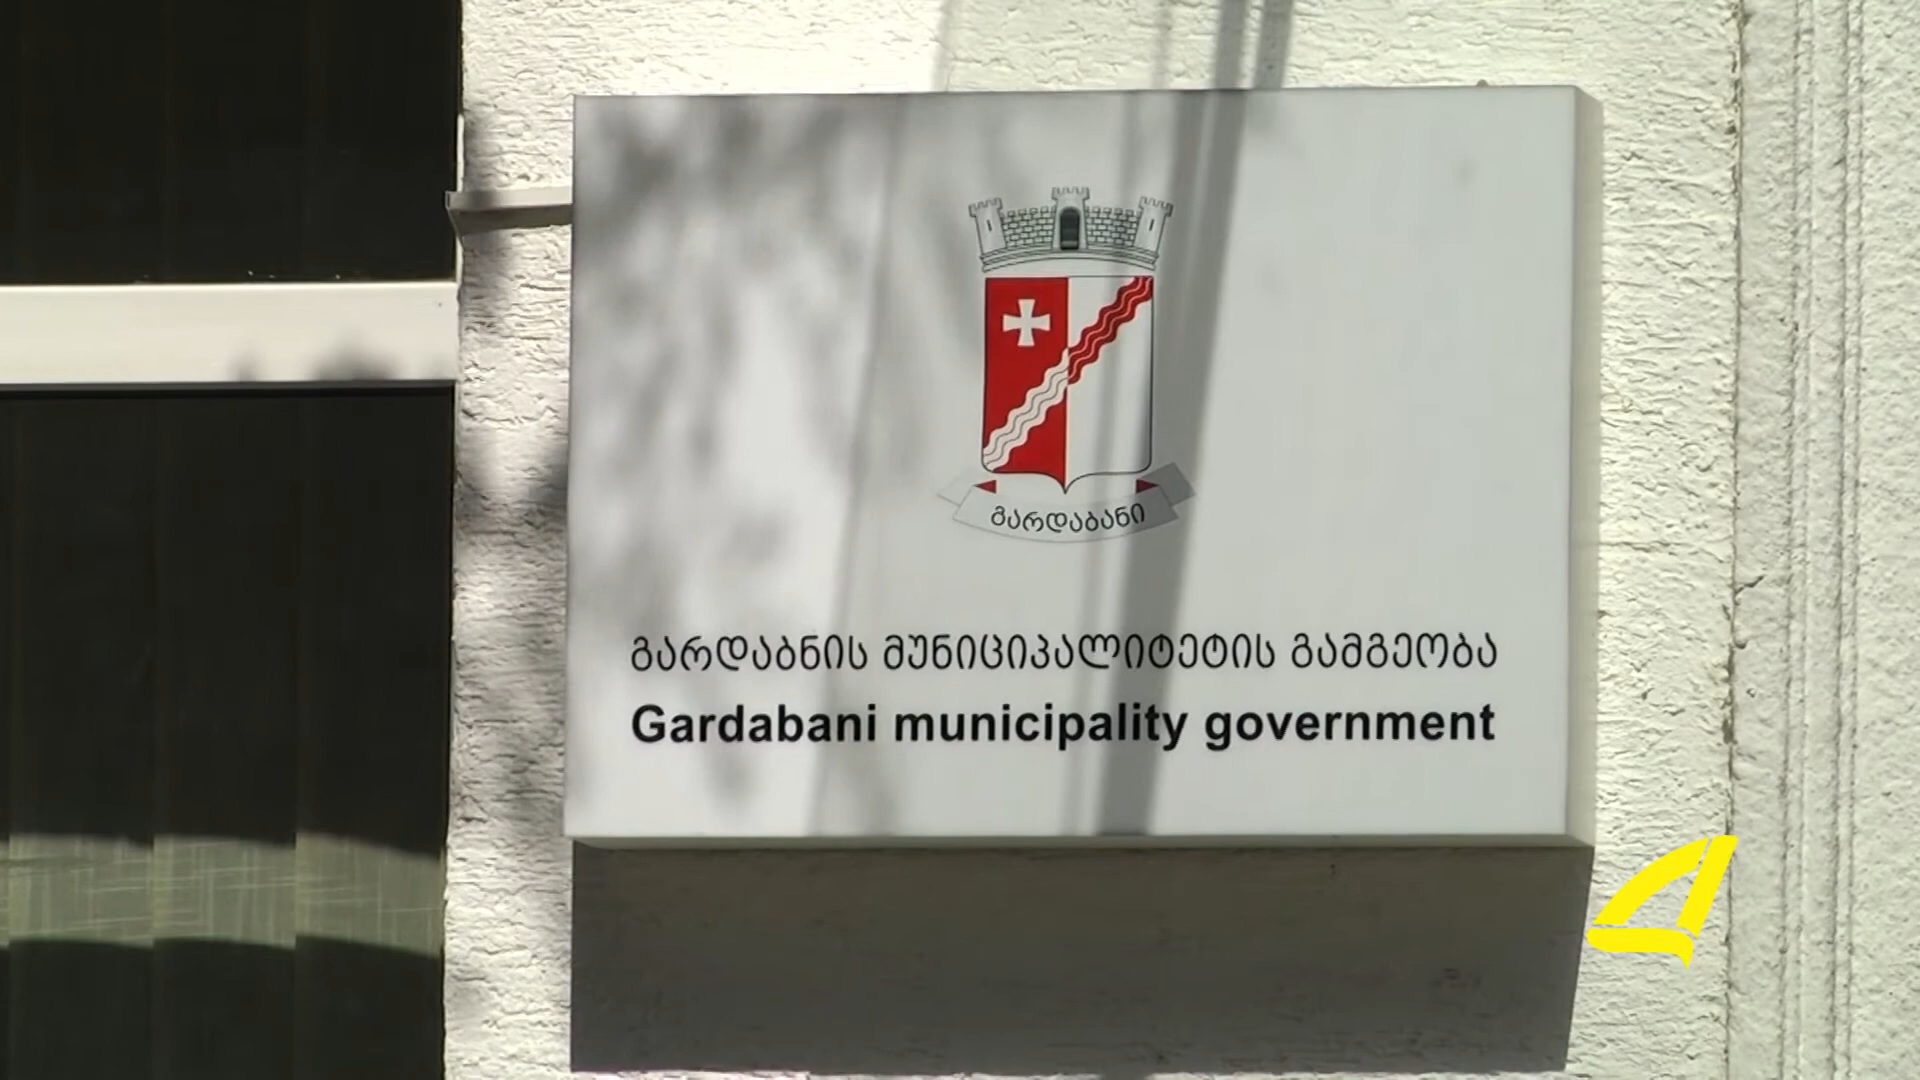 გარდაბანი
გარდაბნის მუნიციპალიტეტის გამგეობა
Gardabani municipality government